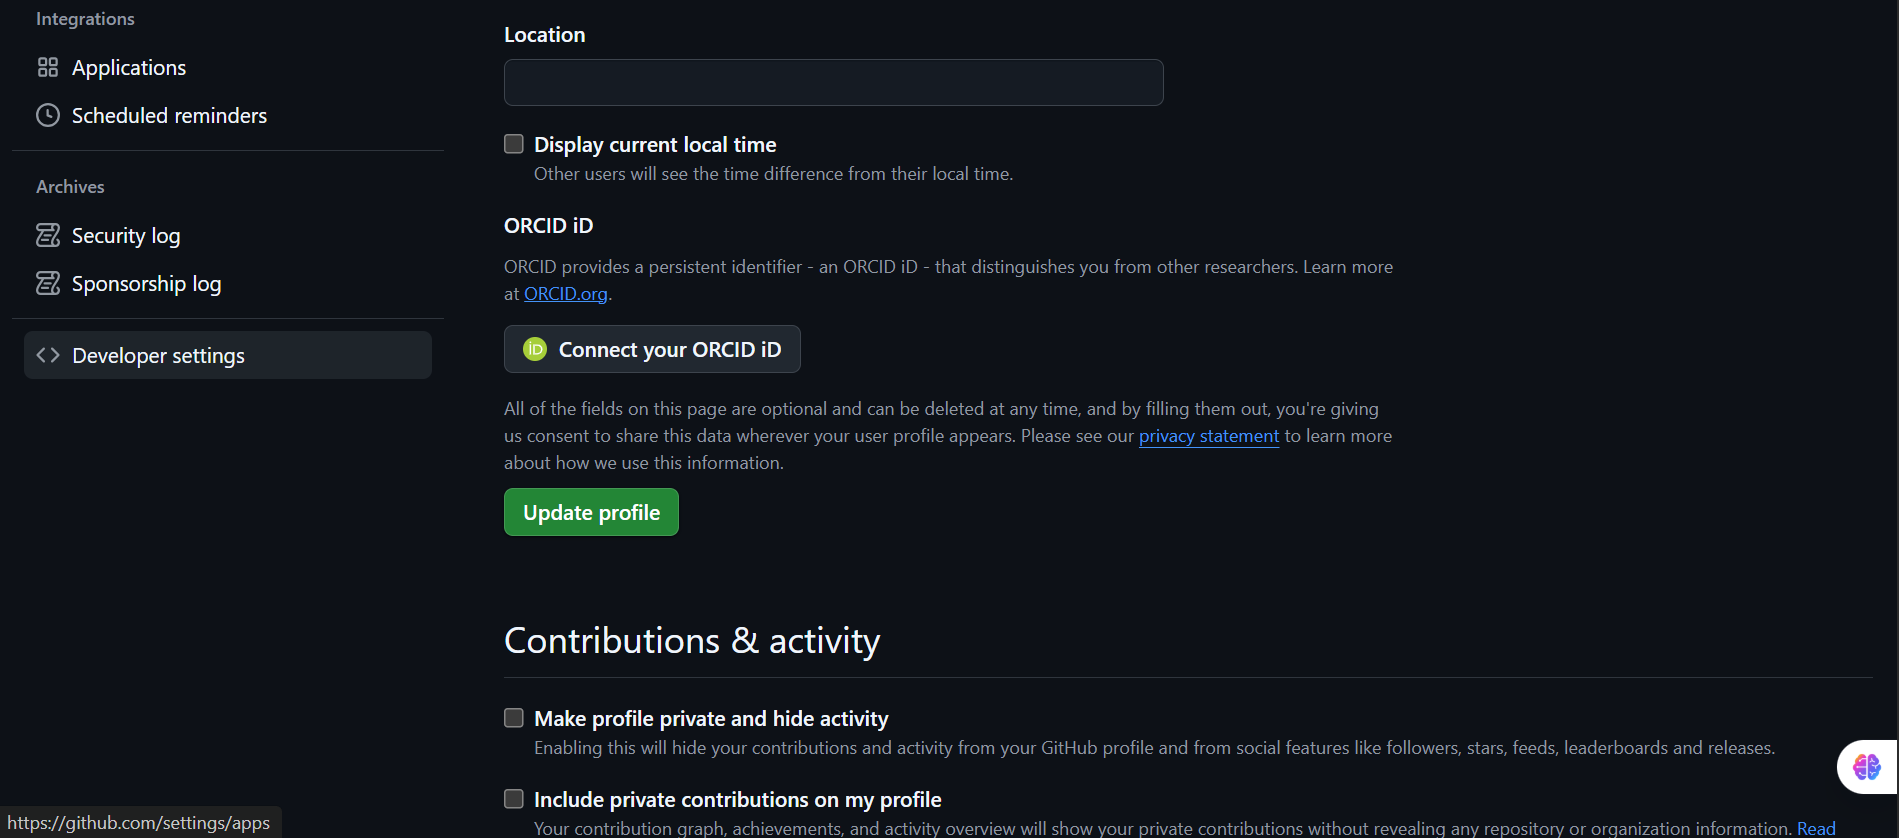 Integrations
Applications
Scheduled reminders
Archives
Security log
Sponsorship log
Developer settings
Location
Display current local time
Other users will see the time difference from their local time.
ORCID iD
ORCID provides a persistent identifier - an ORCID iD - that distinguishes you from other researchers. Learn more
at ORCID.org.
iD Connect your ORCID iD
All of the fields on this page are optional and can be deleted at any time, and by filling them out, you're giving
us consent to share this data wherever your user profile appears. Please see our privacy statement to learn more
about how we use this information.
Update profile
Contributions & activity
Make profile private and hide activity
Enabling this will hide your contributions and activity from your GitHub profile and from social features like followers, stars, feeds, leaderboards and releases.
Include private contributions on my profile
Your contribution graph, achievements, and activity overview will show your private contributions without revealing any repository or organization information. Read
https://github.com/settings/apps